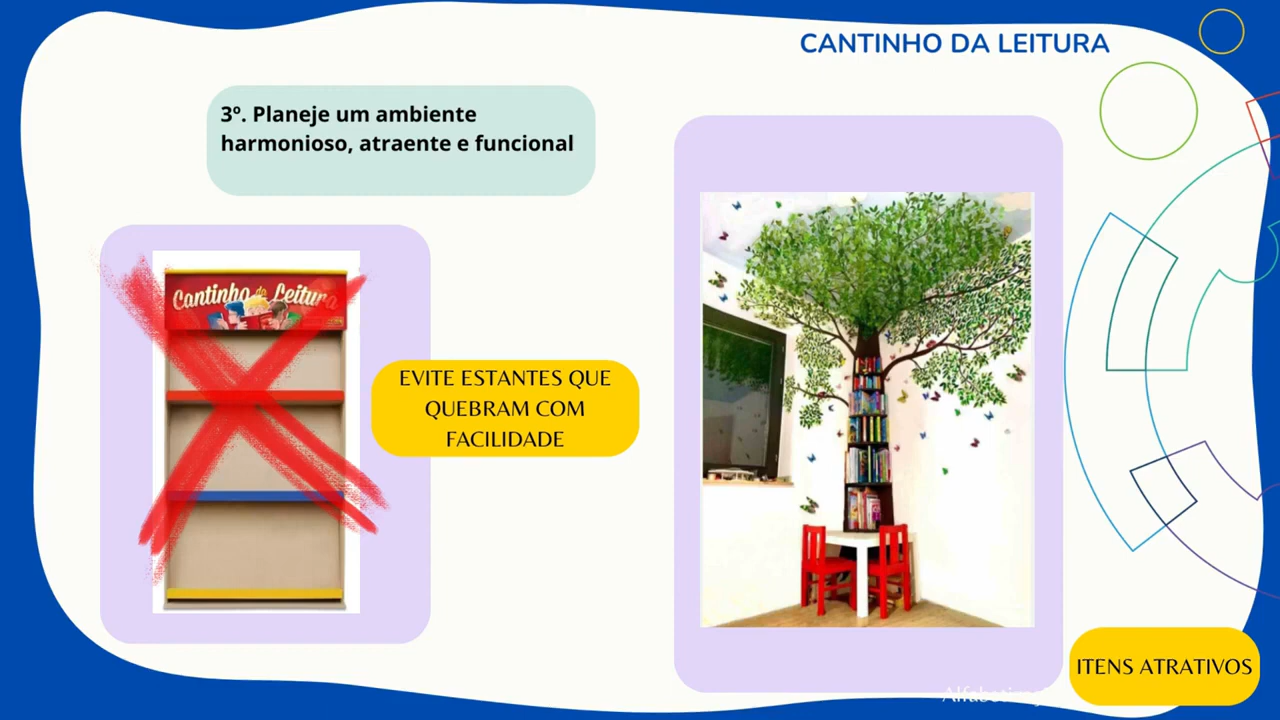 CANTINHO DA LEITURA
3º. Planeje um ambiente
harmonioso, atraente e funcional
Cantinho da Leitura
EVITE ESTANTES QUE
QUEBRAM COM
FACILIDADE
ITENS ATRATIVOS